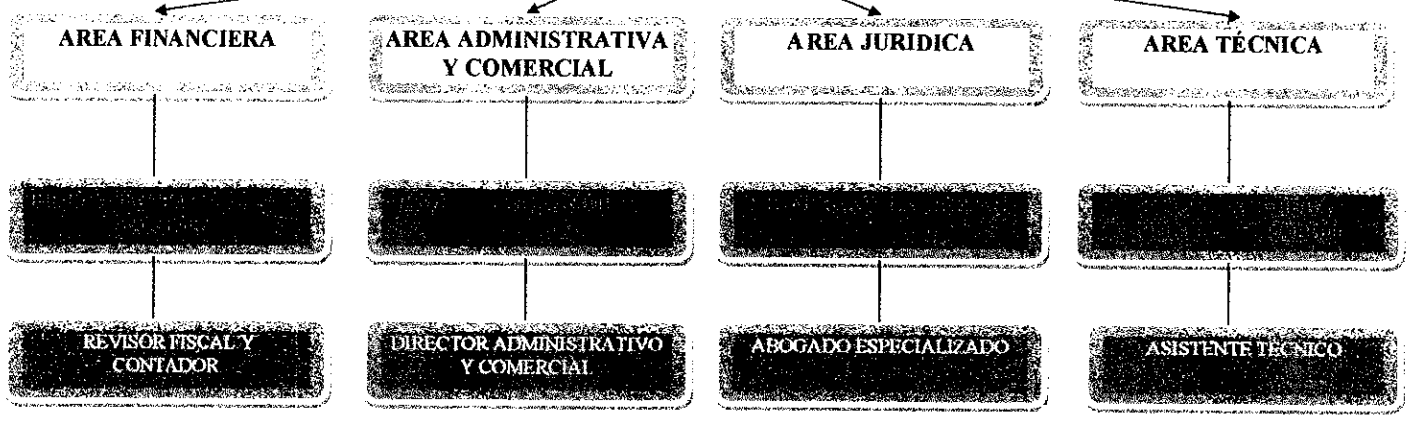 AREA FINANCIERA
AREA ADMINISTRATIVA
Y COMERCIAL
AREA JURIDICA
AREA TÉCNICA
REVISOR FISCAL Y
CONTADOR
DIRECTOR ADMINISTRATIVO
Y COMERCIAL
ABOGADO ESPECIALIZADO
ASISTENTE TECNICO